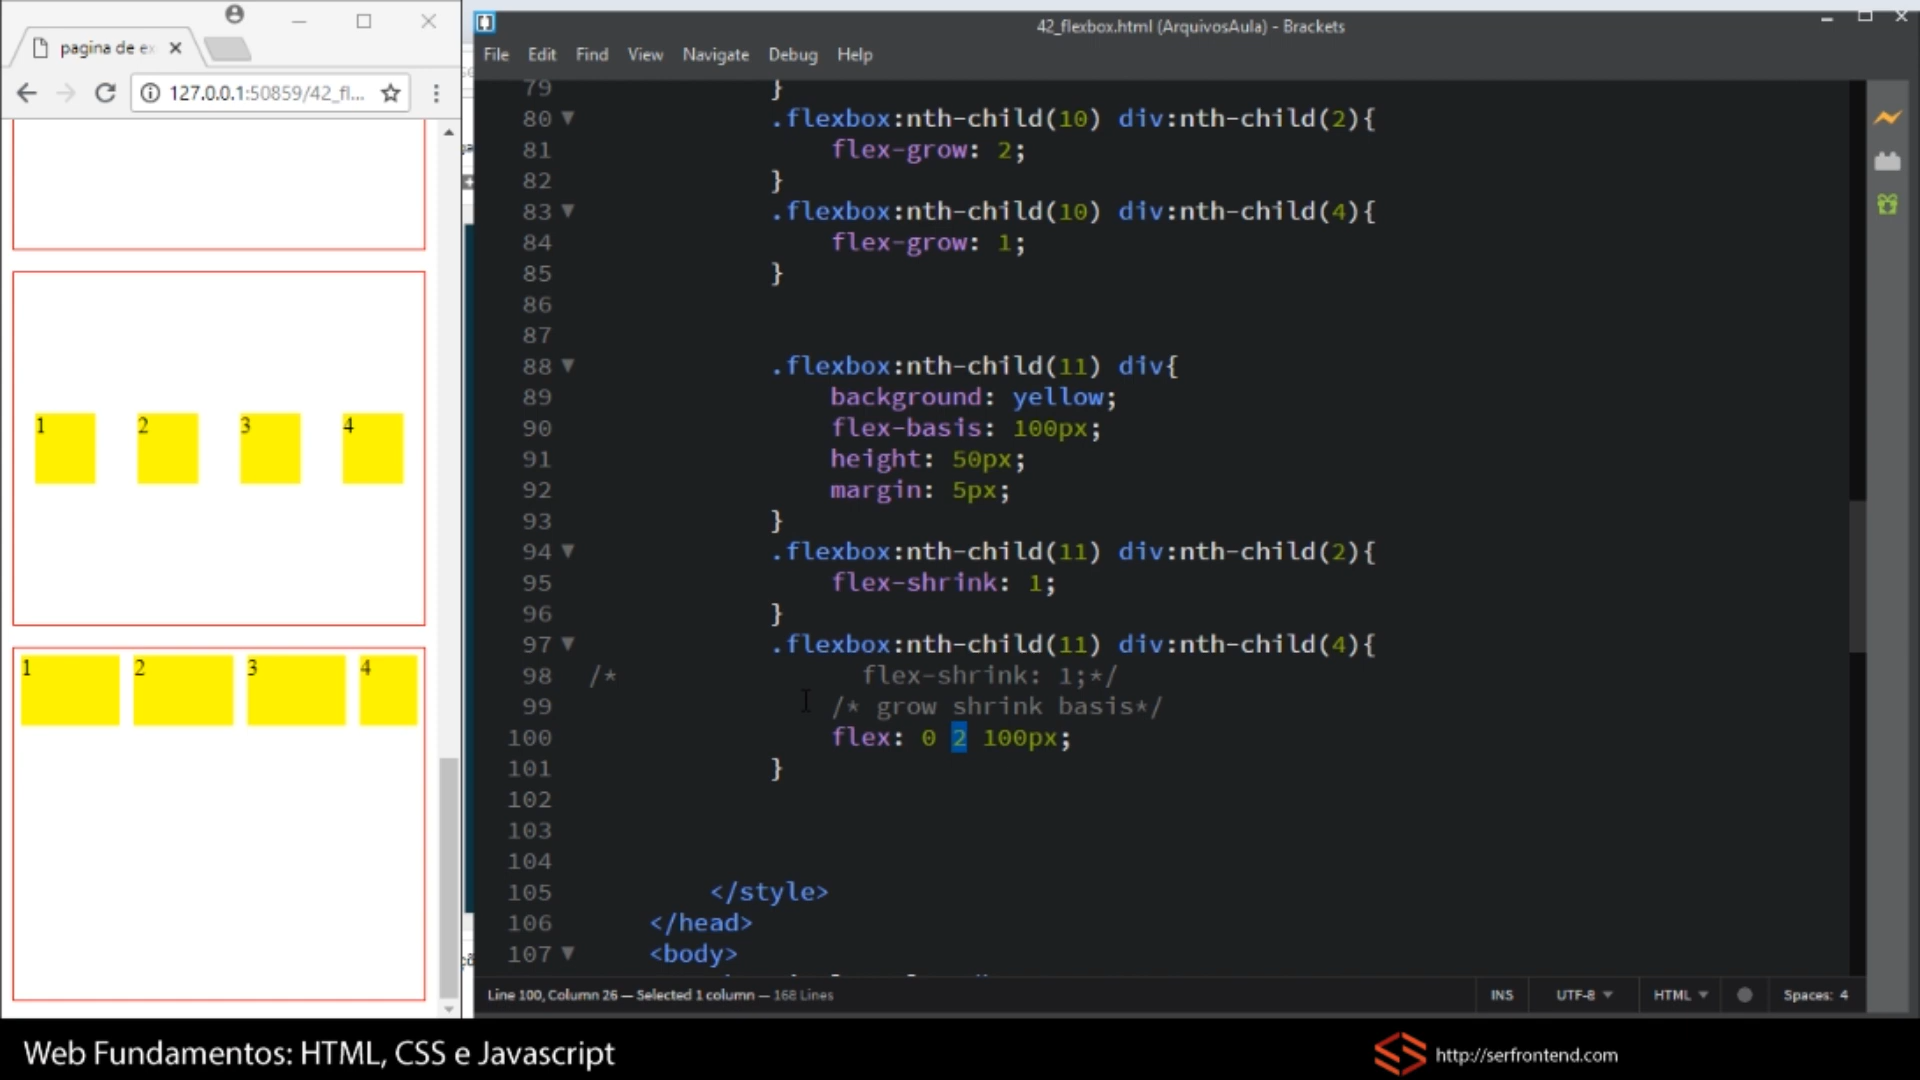 pagina de ex
127.0.0.1:50859/42_fl...
1 2 3 4
1 2 3 4
42_flexbox.html (ArquivosAula) - Brackets
File Edit Find View Navigate Debug Help
79 }
80 .flexbox:nth-child(10) div:nth-child(2){
81 flex-grow: 2;
82 }
83 .flexbox:nth-child(10) div:nth-child(4){
84 flex-grow: 1;
85 }
86
87
88 .flexbox:nth-child(11) div{
89 background: yellow;
90 flex-basis: 100px;
91 height: 50px;
92 margin: 5px;
93 }
94 .flexbox:nth-child(11) div:nth-child(2){
95 flex-shrink: 1;
96 }
97 .flexbox:nth-child(11) div:nth-child(4){
98 /* flex-shrink: 1;*/
99 /* grow shrink basis*/
100 flex: 0 2 100px;
101 }
102
103
104
105 </style>
106 </head>
107 <body>
Line 100, Column 26 — Selected 1 column — 168 Lines
INS UTF-8 HTML Spaces: 4
Web Fundamentos: HTML, CSS e Javascript
http://serfrontend.com